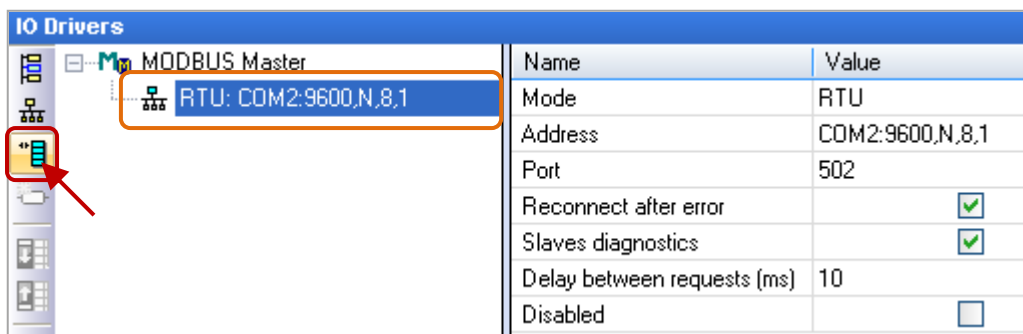 IO Drivers
MODBUS Master
RTU: COM2:9600,N,8,1
Name Value
Mode RTU
Address COM2:9600,N,8,1
Port 502
Reconnect after error
Slaves diagnostics
Delay between requests (ms) 10
Disabled